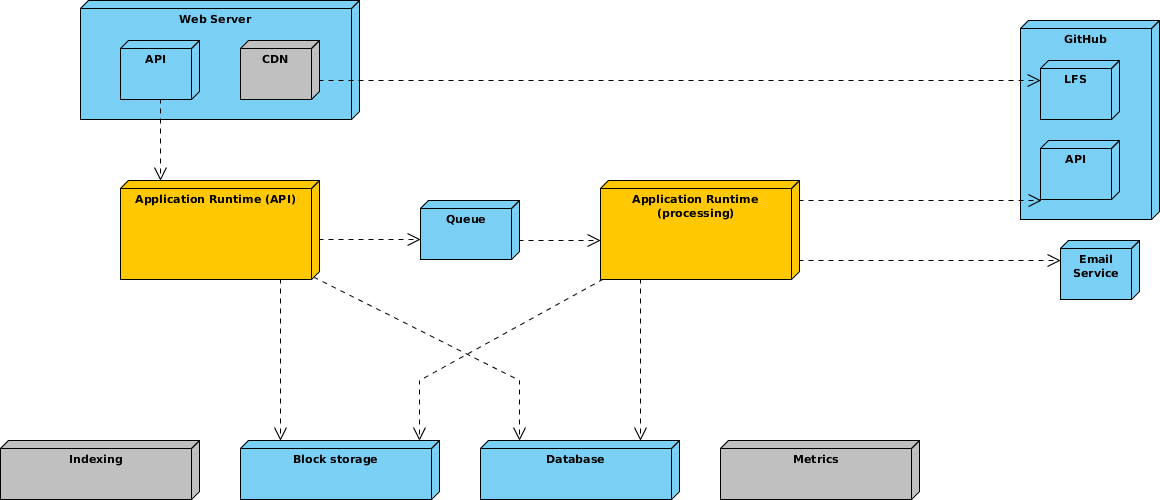 Web Server
GitHub
API
CDN
LFS
API
Application Runtime (API)
Application Runtime
(processing)
Queue
Email
Service
Indexing
Block storage
Database
Metrics